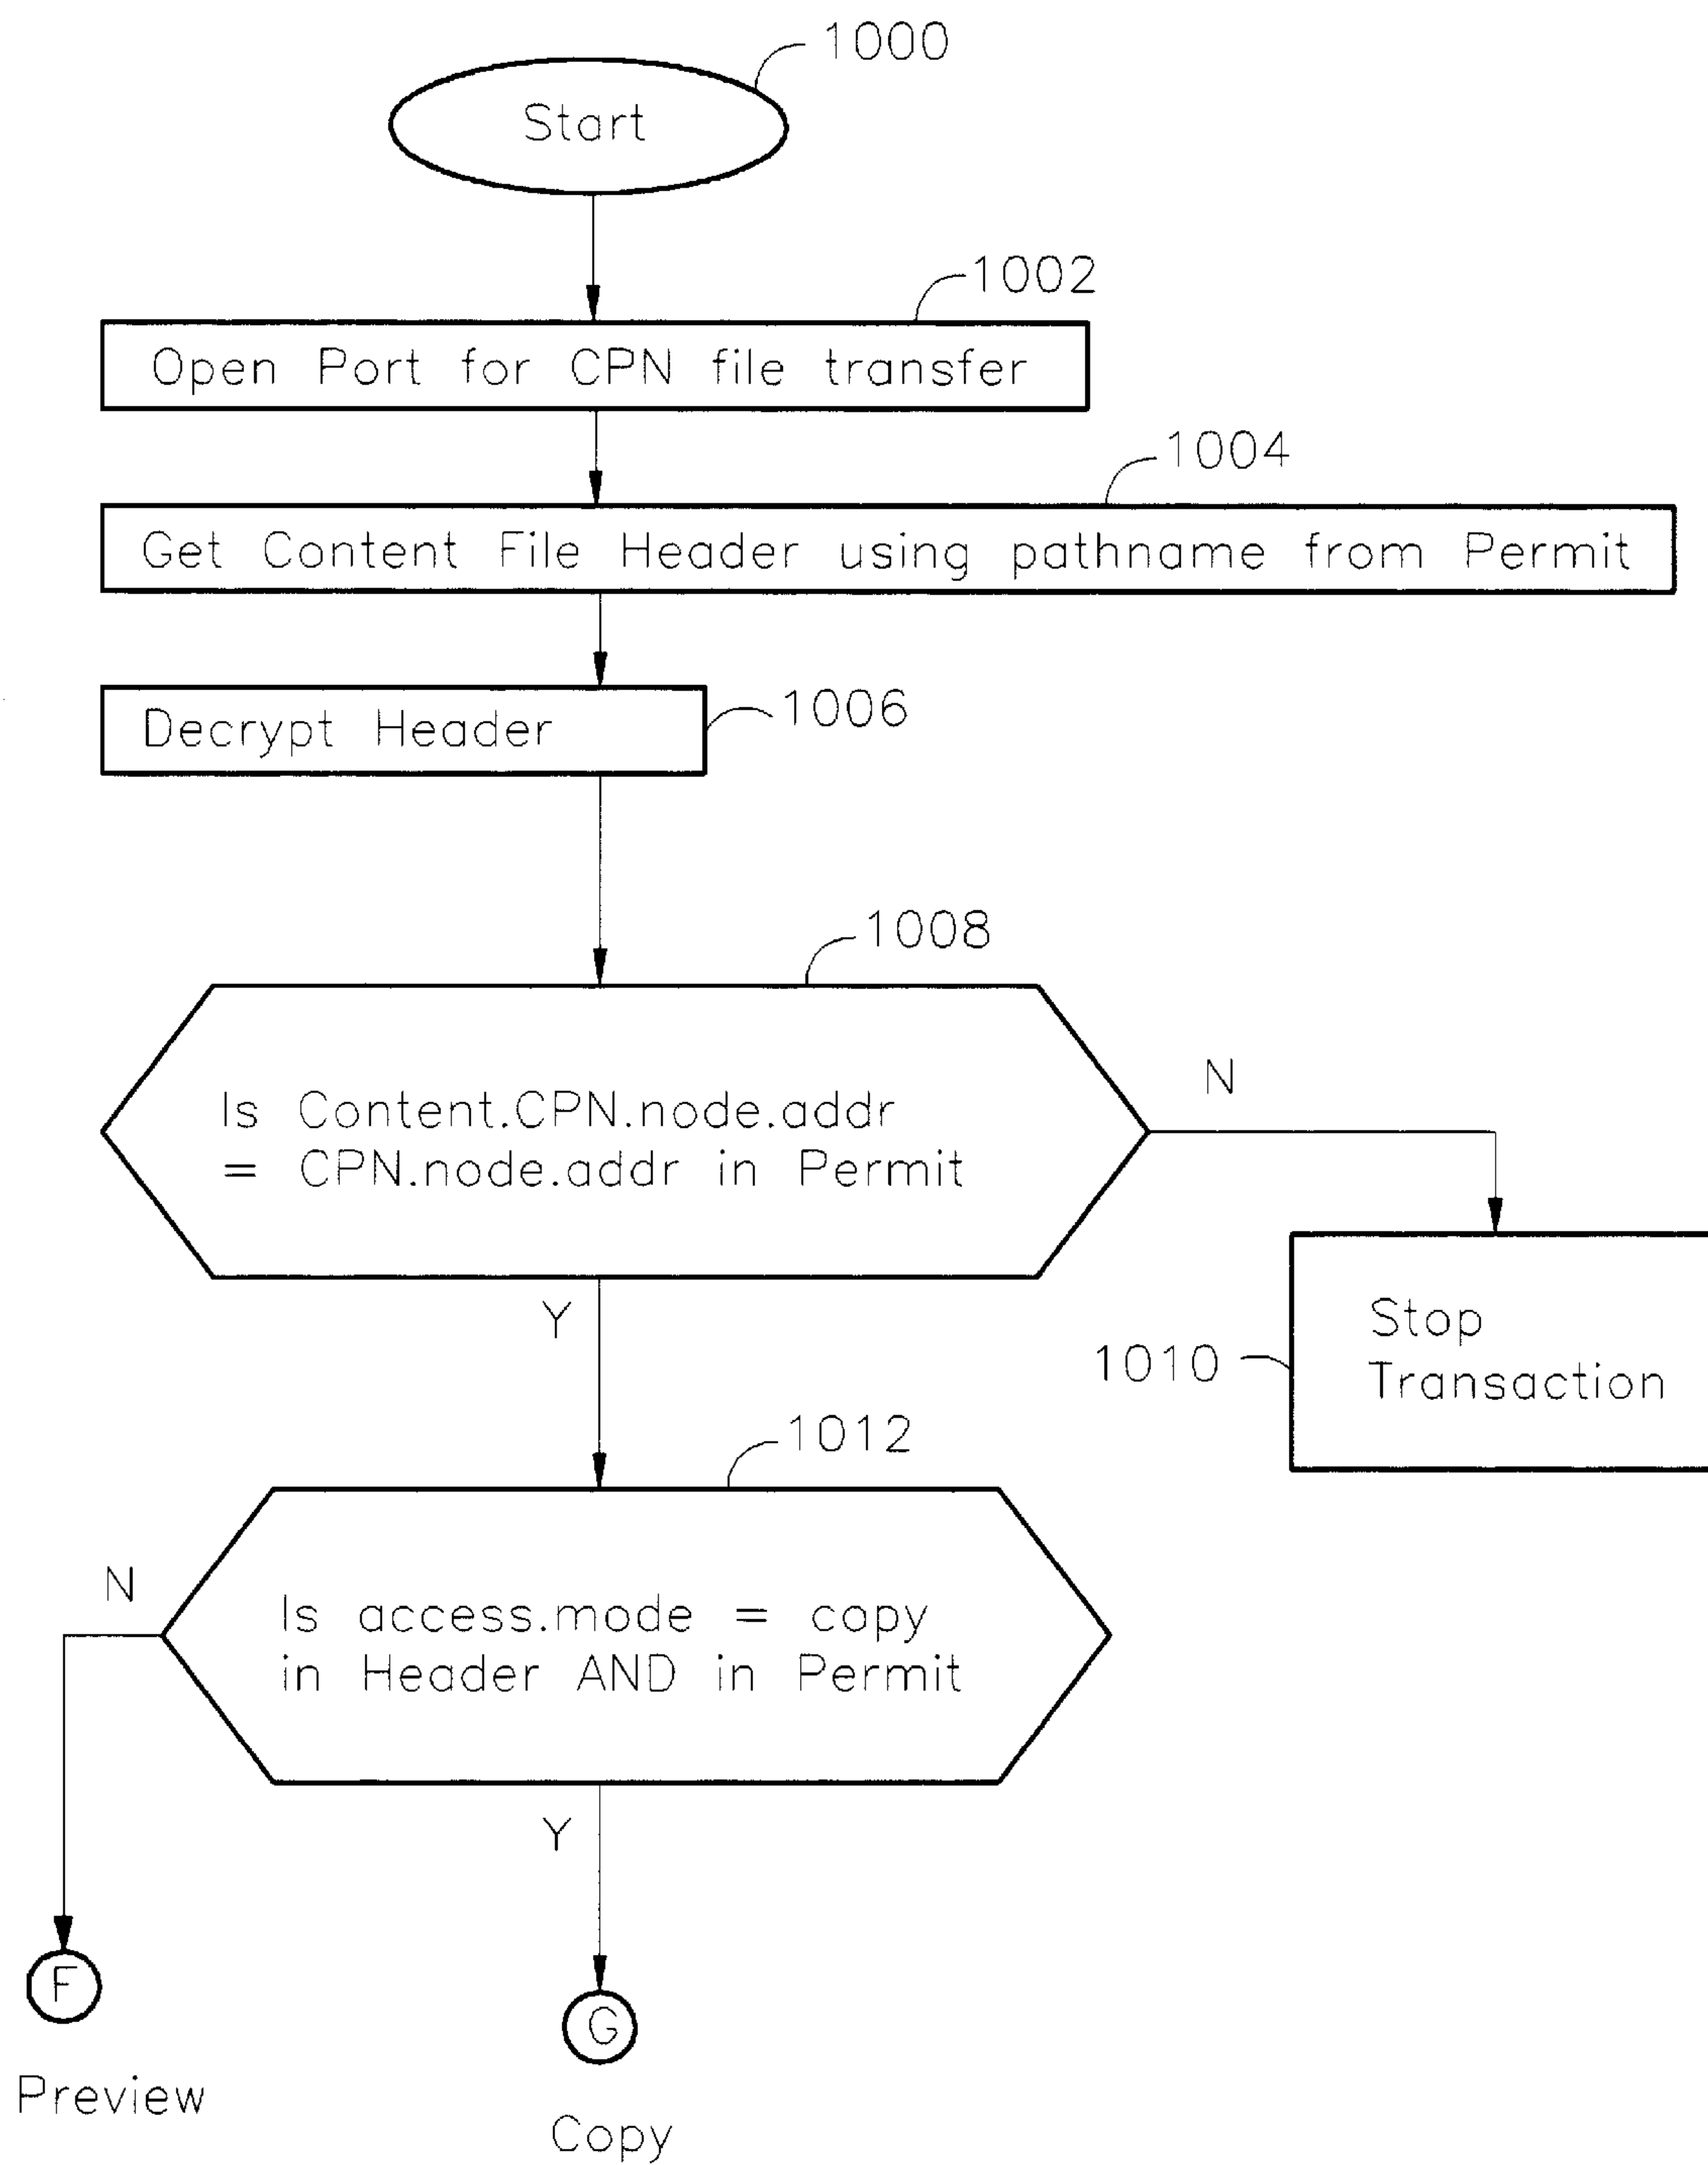 1000
Start
1002
Open Port for CPN file transfer
1004
Get Content File Header using pathname from Permit
1006
Decrypt Header
1008
Is Content.CPN.node.addr
= CPN.node.addr in Permit
N
Y
1010
Stop
Transaction
1012
Is access.mode = copy
in Header AND in Permit
N
Y
F
Preview
G
Copy